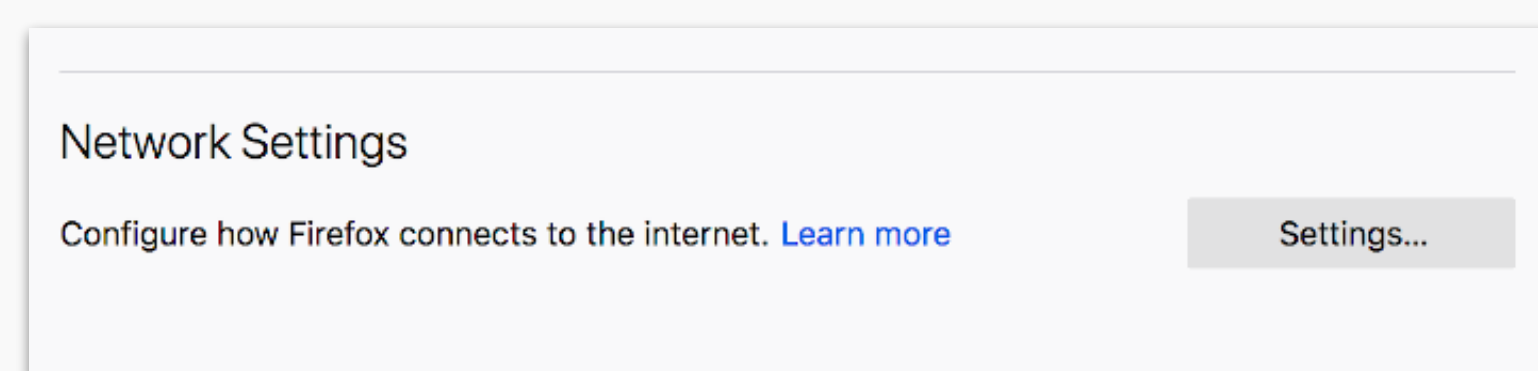 Network Settings
Configure how Firefox connects to the internet. Learn more
Settings...